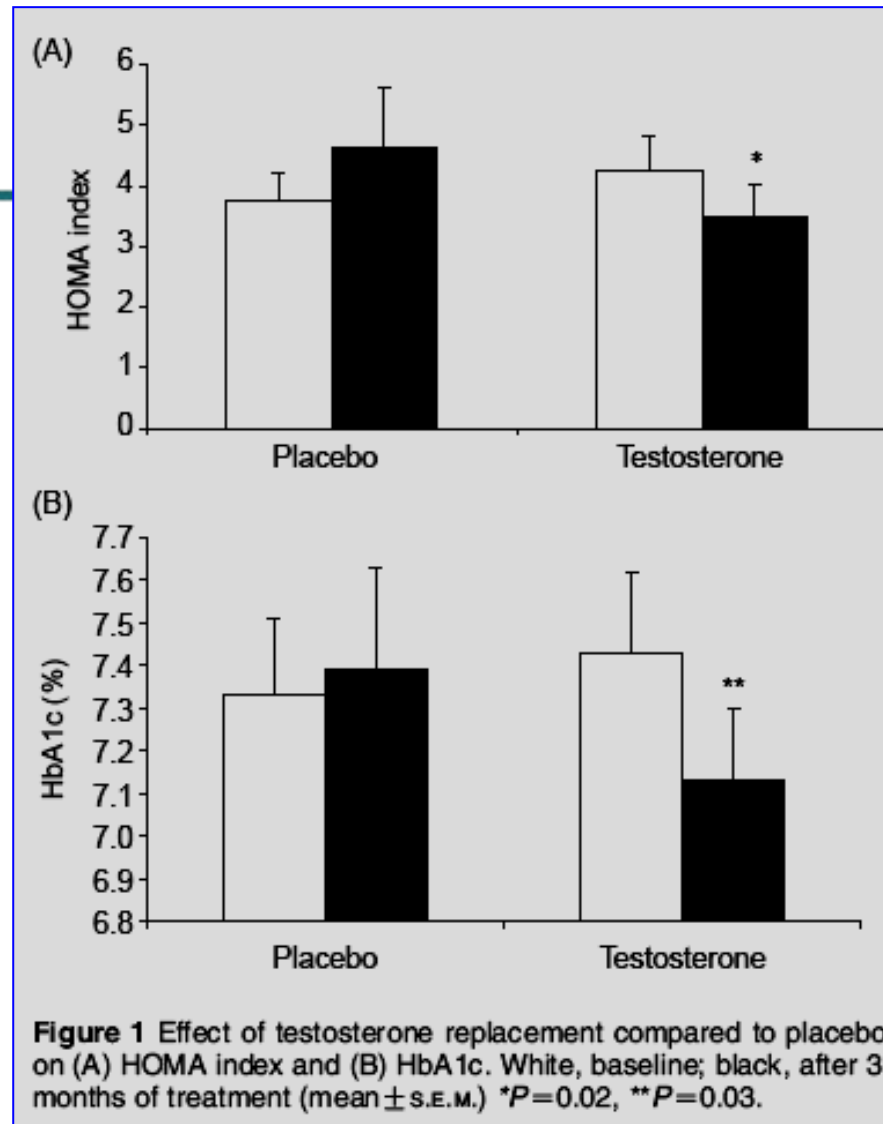 (A)
6
5
4
3
2
1
0
HOMA index
*
Placebo Testosterone
(B)
7.7
7.6
7.5
7.4
7.3
7.2
7.1
7.0
6.9
6.8
HbA1c (%)
**
Placebo Testosterone
Figure 1 Effect of testosterone replacement compared to placebo
on (A) HOMA index and (B) HbA1c. White, baseline; black, after 3
months of treatment (mean ± S.E.M.) *P=0.02, **P=0.03.